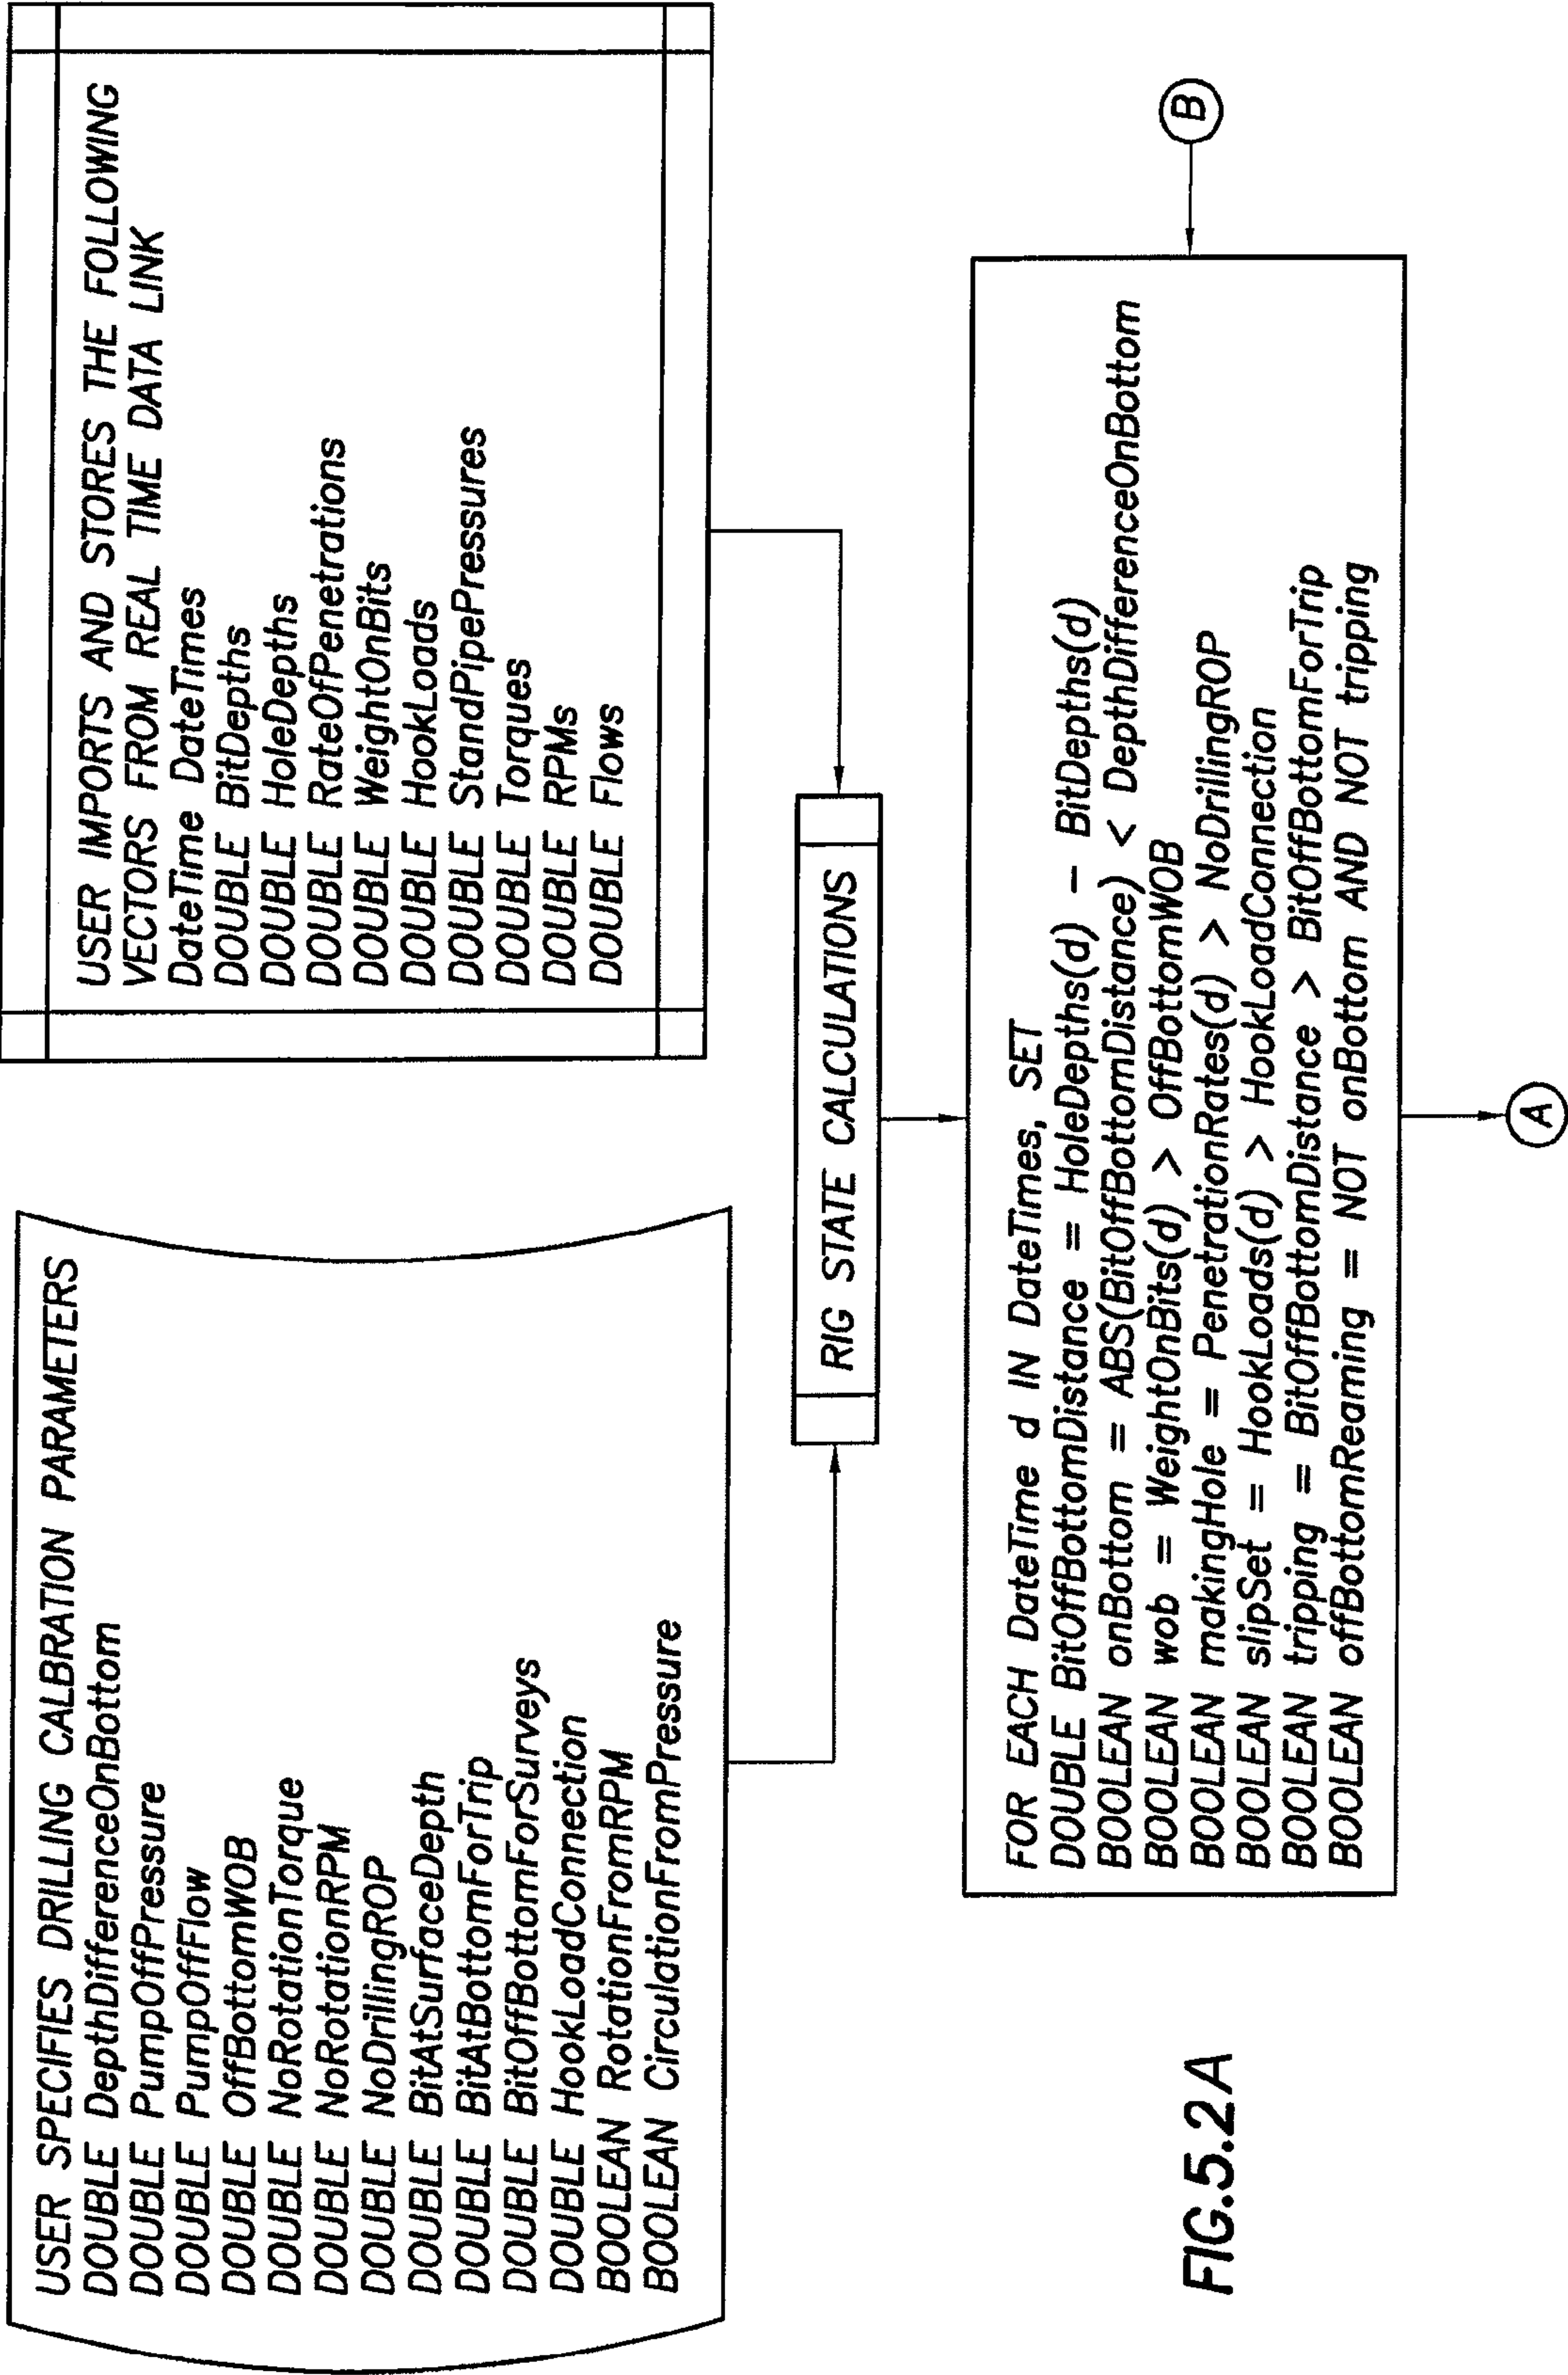 USER SPECIFIES DRILLING CALBRATION PARAMETERS
DOUBLE DepthDifferenceOnBottom
DOUBLE PumpOffPressure
DOUBLE PumpOffFlow
DOUBLE OffBottomWOB
DOUBLE NoRotationTorque
DOUBLE NoRotationRPM
DOUBLE NoDrillingROP
DOUBLE BitAtSurfaceDepth
DOUBLE BitAtBottomForTrip
DOUBLE BitOffBottomForSurveys
DOUBLE HookLoadConnection
BOOLEAN RotationFromRPM
BOOLEAN CirculationFromPressure
USER IMPORTS AND STORES THE FOLLOWING
VECTORS FROM REAL TIME DATA LINK
DateTime DateTimes
DOUBLE BitDepths
DOUBLE HoleDepths
DOUBLE RateOfPenetrations
DOUBLE WeightOnBits
DOUBLE HookLoads
DOUBLE StandPipePressures
DOUBLE Torques
DOUBLE RPMs
DOUBLE Flows
RIG STATE CALCULATIONS
FOR EACH DateTime d IN DateTimes, SET
DOUBLE BitOffBottomDistance = HoleDepths(d) − BitDepths(d)
BOOLEAN onBottom = ABS(BitOffBottomDistance) < DepthDifferenceOnBottom
BOOLEAN wob = WeightOnBits(d) > OffBottomWOB
BOOLEAN makingHole = PenetrationRates(d) > NoDrillingROP
BOOLEAN slipSet = HookLoads(d) > HookLoadConnection
BOOLEAN tripping = BitOffBottomDistance > BitOffBottomForTrip
BOOLEAN offBottomReaming = NOT onBottom AND NOT tripping
B
A
FIG.5.2A